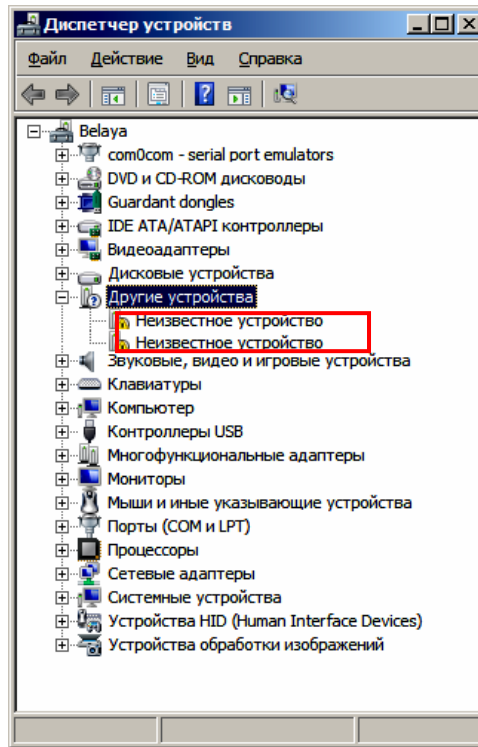 Диспетчер устройств
Файл Действие Вид Справка
Belaya
com0com - serial port emulators
DVD и CD-ROM дисководы
Guardant dongles
IDE ATA/ATAPI контроллеры
Видеоадаптеры
Дисковые устройства
Другие устройства
Неизвестное устройство
Неизвестное устройство
Звуковые, видео и игровые устройства
Клавиатуры
Компьютер
Контроллеры USB
Многофункциональные адаптеры
Мониторы
Мыши и иные указывающие устройства
Порты (COM и LPT)
Процессоры
Сетевые адаптеры
Системные устройства
Устройства HID (Human Interface Devices)
Устройства обработки изображений